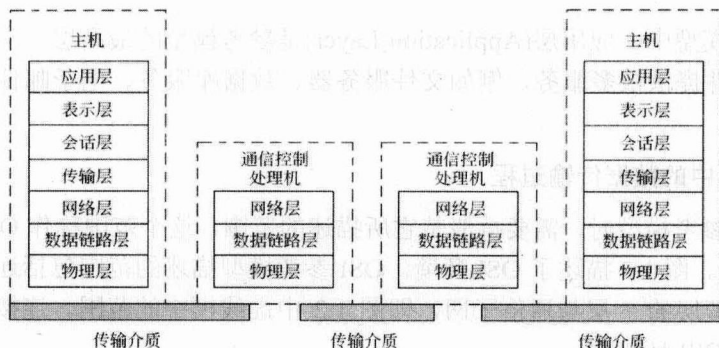 主机
应用层
表示层
会话层
传输层
网络层
数据链路层
物理层
通信控制
处理机
网络层
数据链路层
物理层
通信控制
处理机
网络层
数据链路层
物理层
主机
应用层
表示层
会话层
传输层
网络层
数据链路层
物理层
传输介质
传输介质
传输介质